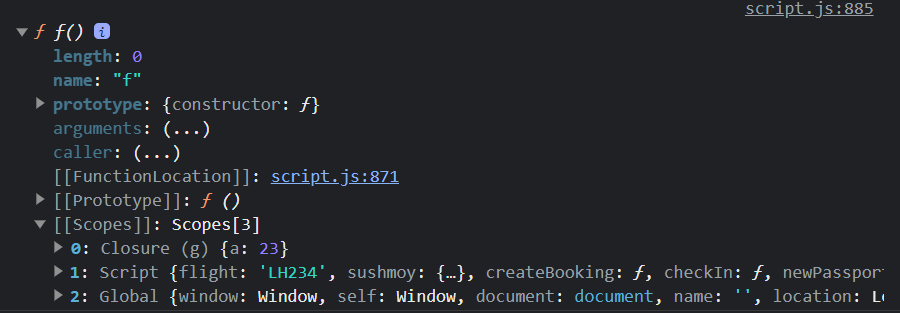 script.js:885
ƒ f() i
length: 0
name: "f"
prototype: {constructor: ƒ}
arguments: (...)
caller: (...)
[[FunctionLocation]]: script.js:871
[[Prototype]]: ƒ ()
[[Scopes]]: Scopes[3]
0: Closure (g) {a: 23}
1: Script {flight: 'LH234', sushmoy: {…}, createBooking: ƒ, checkIn: ƒ, newPasspor
2: Global {window: Window, self: Window, document: document, name: '', location: Lo